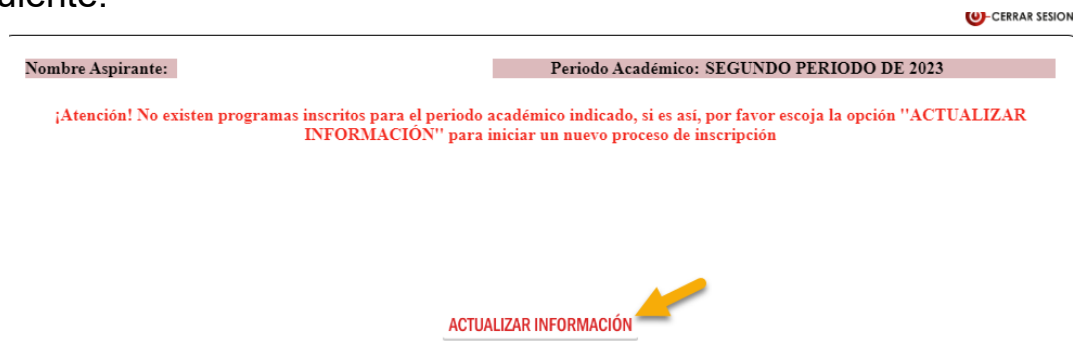 CERRAR SESION
Nombre Aspirante:
Periodo Académico: SEGUNDO PERIODO DE 2023
¡Atención! No existen programas inscritos para el periodo académico indicado, si es así, por favor escoja la opción "ACTUALIZAR
INFORMACIÓN" para iniciar un nuevo proceso de inscripción
ACTUALIZAR INFORMACIÓN